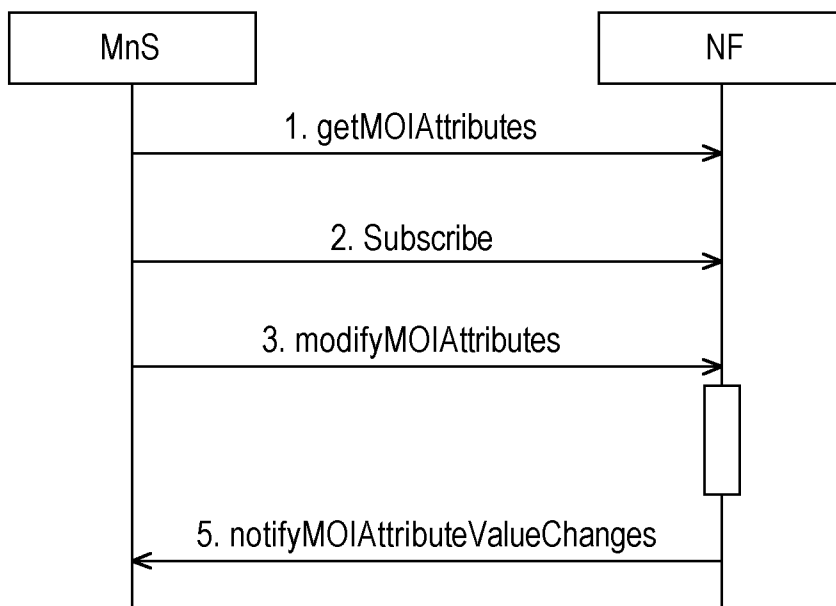 MnS
NF
1. getMOIAttributes
2. Subscribe
3. modifyMOIAttributes
5. notifyMOIAttributeValueChanges